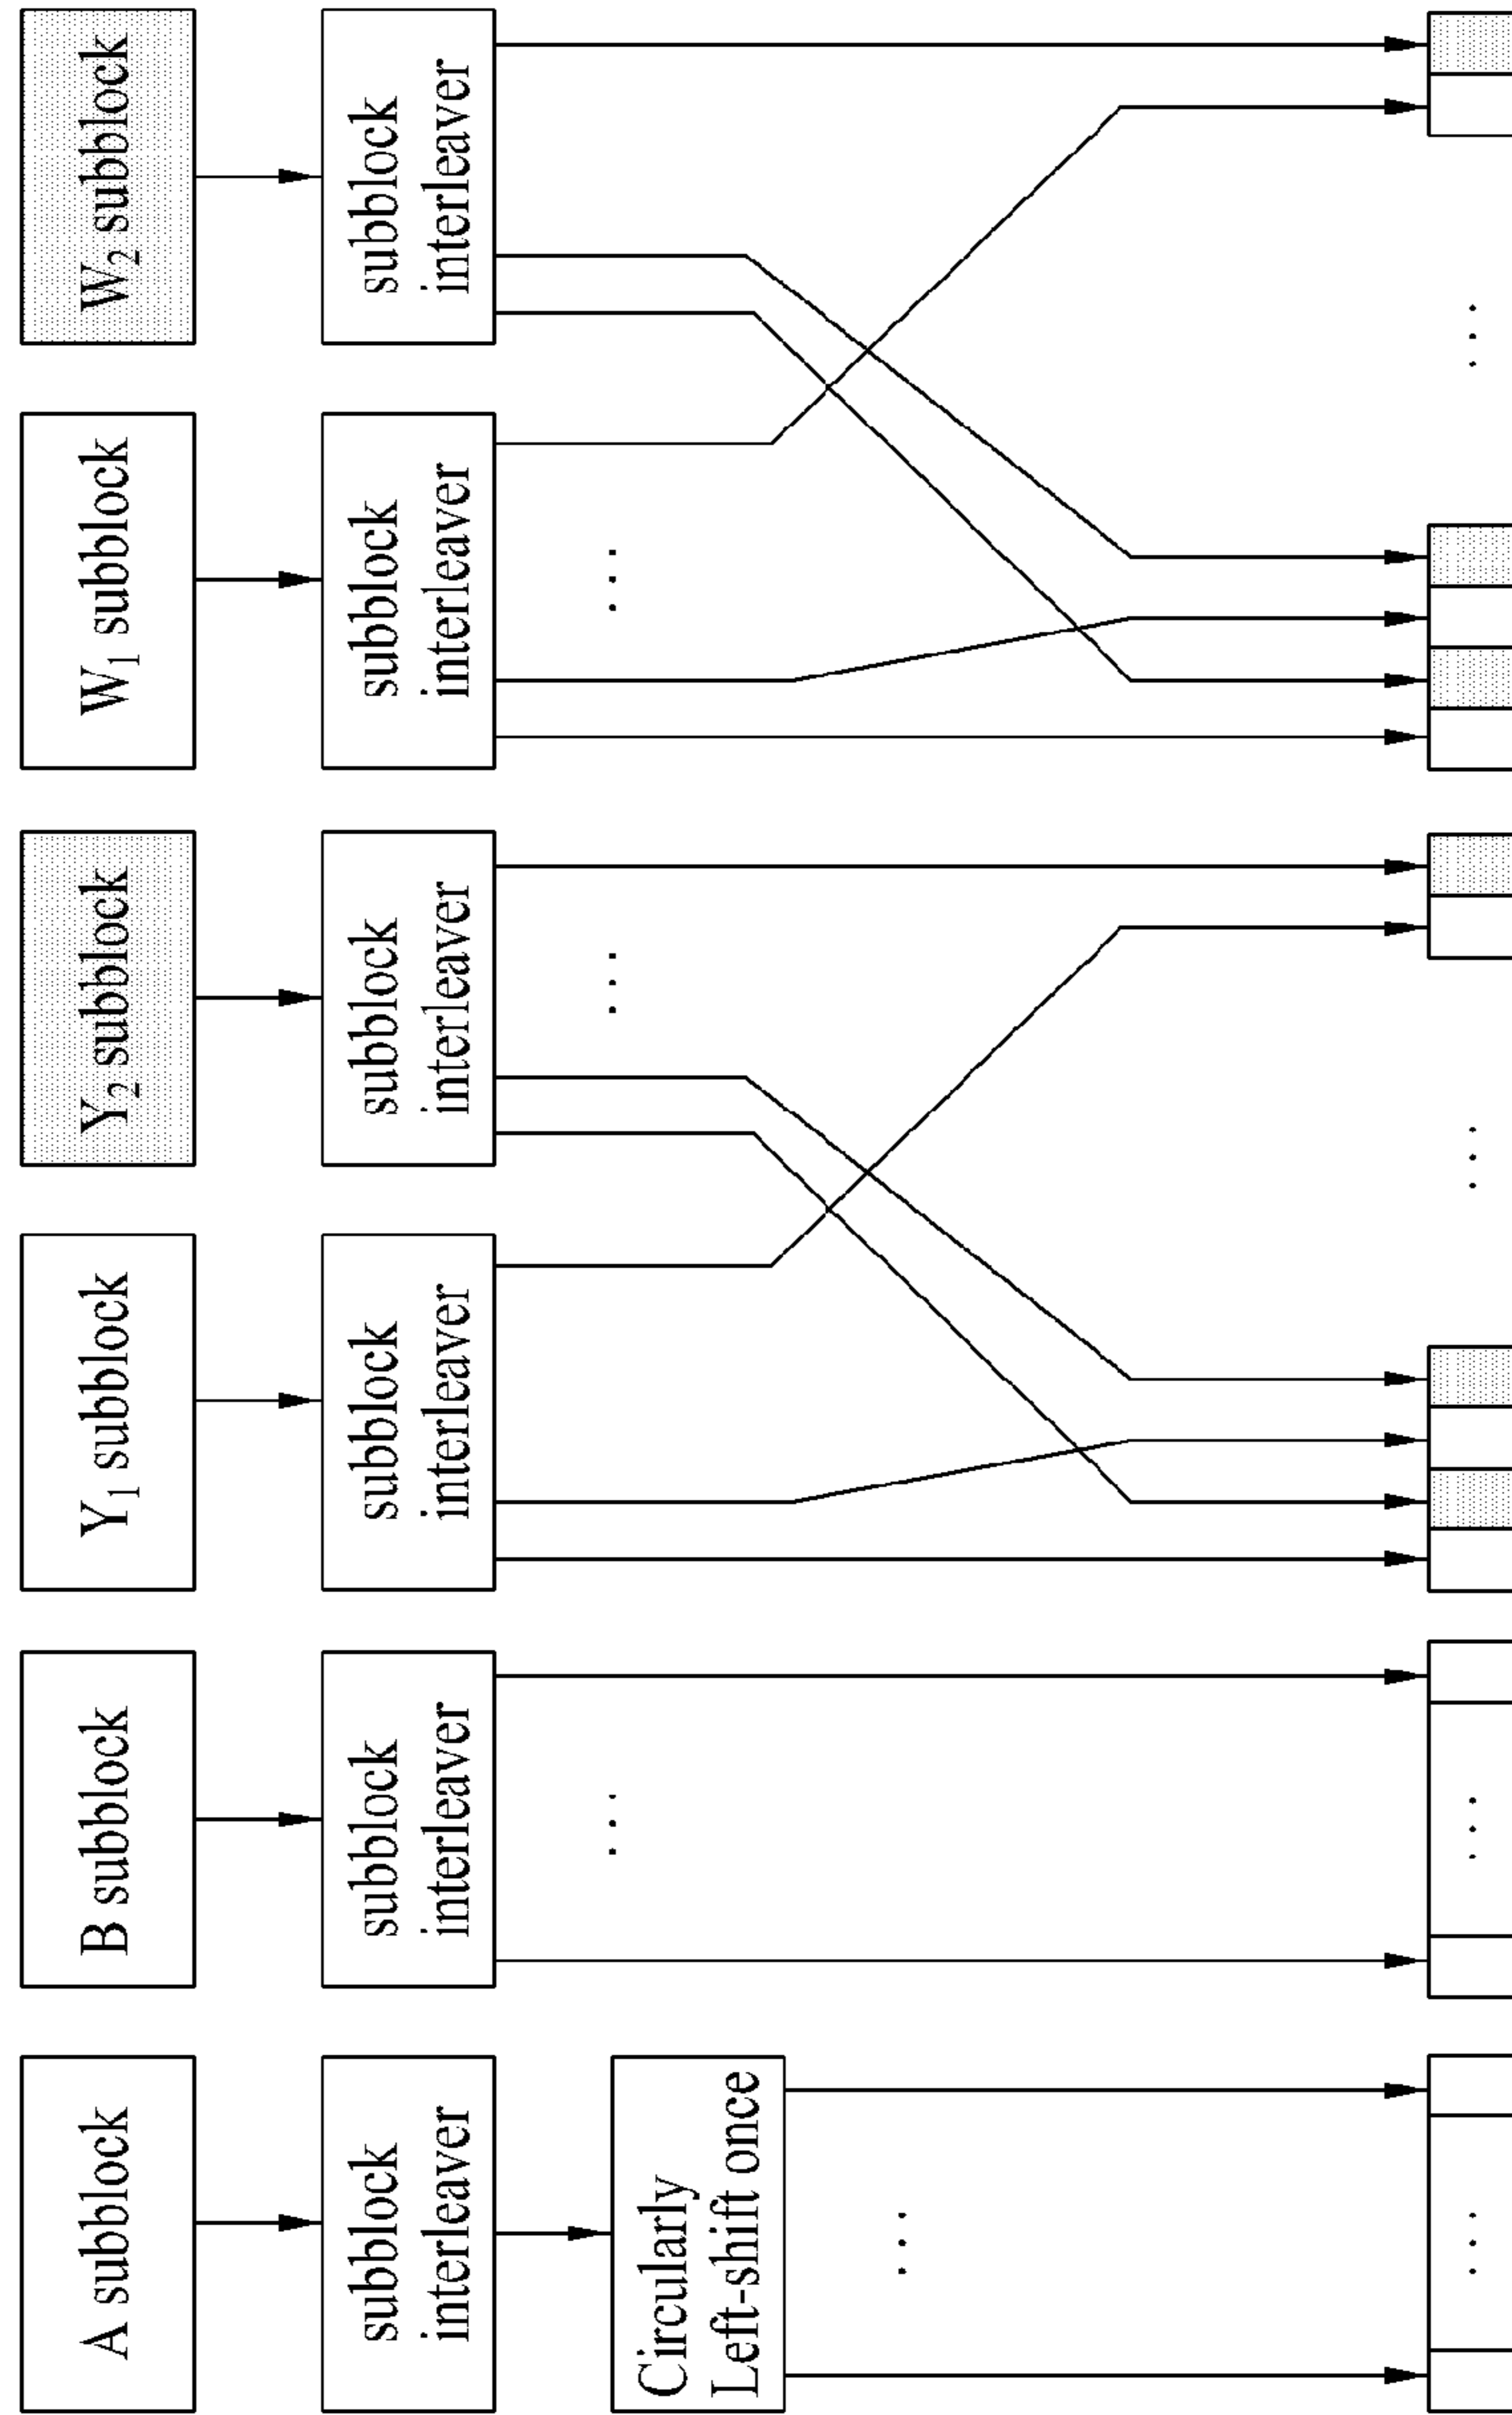 A subblock
B subblock
Y₁ subblock
Y₂ subblock
W₁ subblock
W₂ subblock
subblock
interleaver
subblock
interleaver
subblock
interleaver
subblock
interleaver
subblock
interleaver
subblock
interleaver
Circularly
Left-shift once